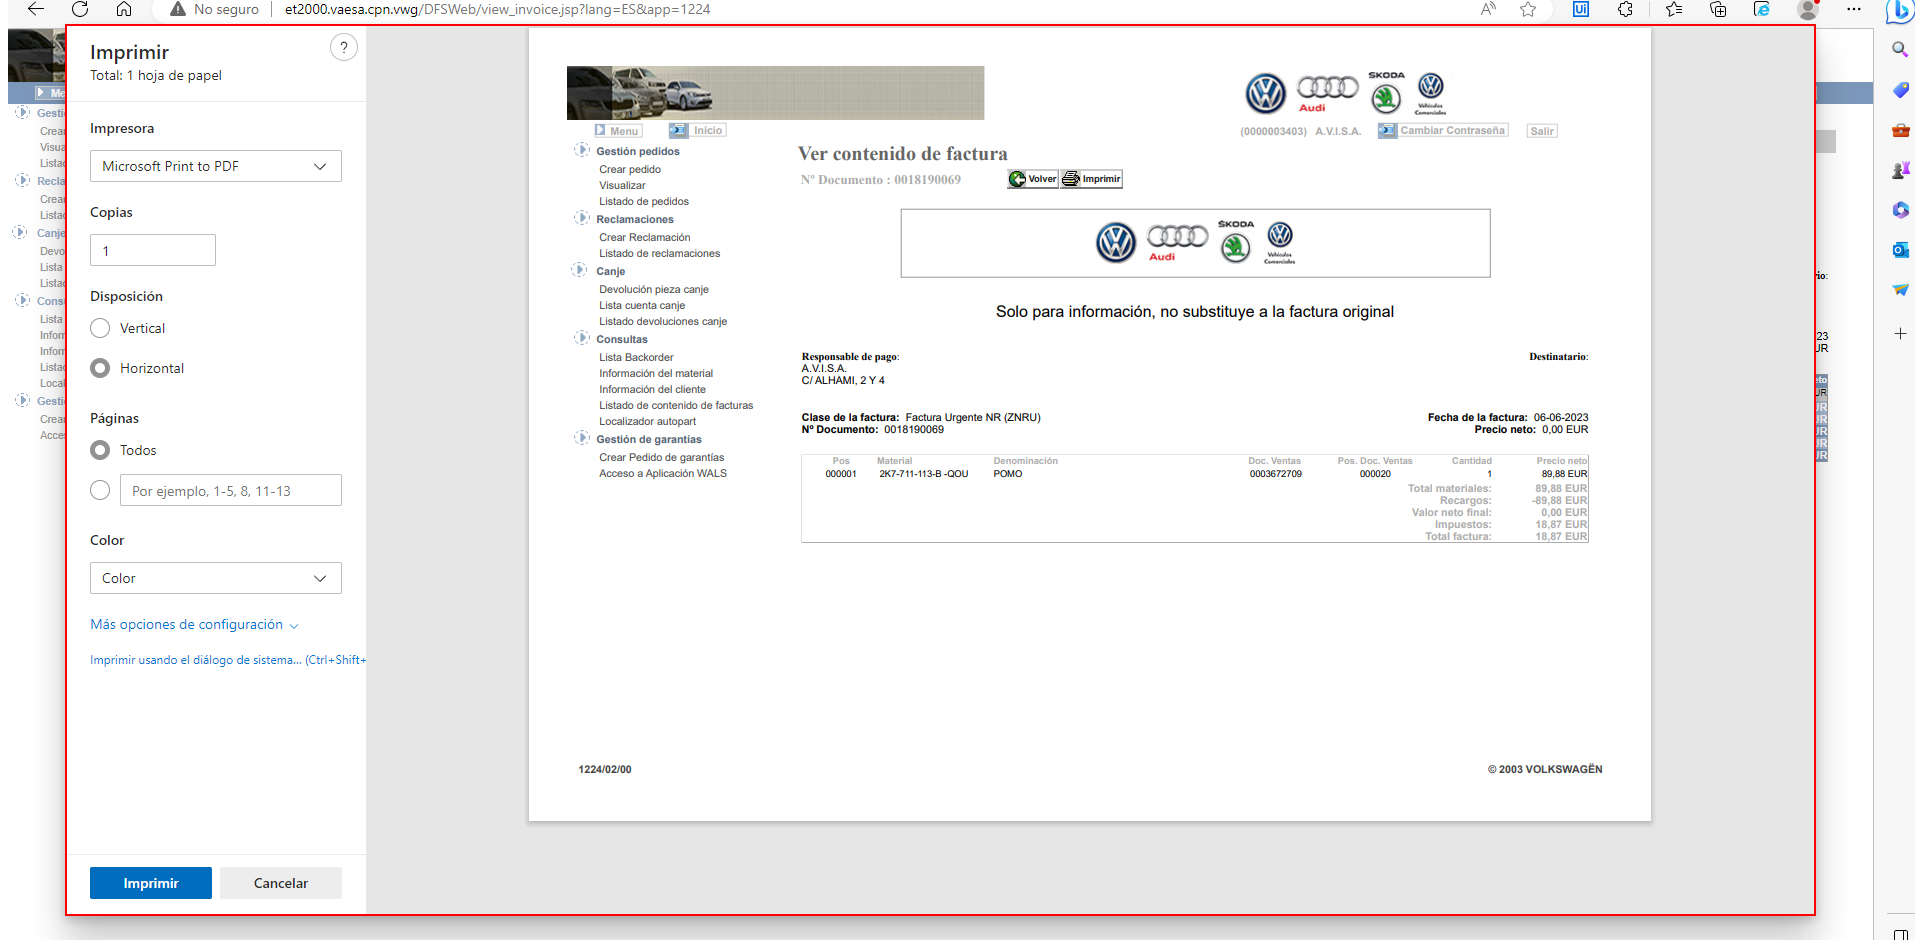 No seguro et2000.vaesa.cpn.vwg/DFSWeb/view_invoice.jsp?lang=ES&app=1224
Imprimir
?
Total: 1 hoja de papel
Impresora
Microsoft Print to PDF
Copias
1
Disposición
Vertical
Horizontal
Páginas
Todos
Por ejemplo, 1-5, 8, 11-13
Color
Color
Más opciones de configuración
Imprimir usando el diálogo de sistema... (Ctrl+Shift+
Imprimir Cancelar
Audi
SKODA
Vehículos Comerciales
Menu Inicio
(0000003403) A.V.I.S.A. Cambiar Contraseña Salir
Gestión pedidos
Crear pedido
Visualizar
Listado de pedidos
Reclamaciones
Crear Reclamación
Listado de reclamaciones
Canje
Devolución pieza canje
Lista cuenta canje
Listado devoluciones canje
Consultas
Lista Backorder
Información del material
Información del cliente
Listado de contenido de facturas
Localizador autopart
Gestión de garantías
Crear Pedido de garantías
Acceso a Aplicación WALS
Ver contenido de factura
Nº Documento : 0018190069 Volver Imprimir
Audi
SKODA
Vehículos Comerciales
Solo para información, no substituye a la factura original
Responsable de pago: Destinatario:
A.V.I.S.A.
C/ ALHAMI, 2 Y 4
Clase de la factura: Factura Urgente NR (ZNRU) Fecha de la factura: 06-06-2023
Nº Documento: 0018190069 Precio neto: 0,00 EUR
Pos Material Denominación Doc. Ventas Pos. Doc. Ventas Cantidad Precio neto
000001 2K7-711-113-B -QOU POMO 0003672709 000020 1 89,88 EUR
Total materiales: 89,88 EUR
Recargos: -89,88 EUR
Valor neto final: 0,00 EUR
Impuestos: 18,87 EUR
Total factura: 18,87 EUR
1224/02/00 © 2003 VOLKSWAGËN